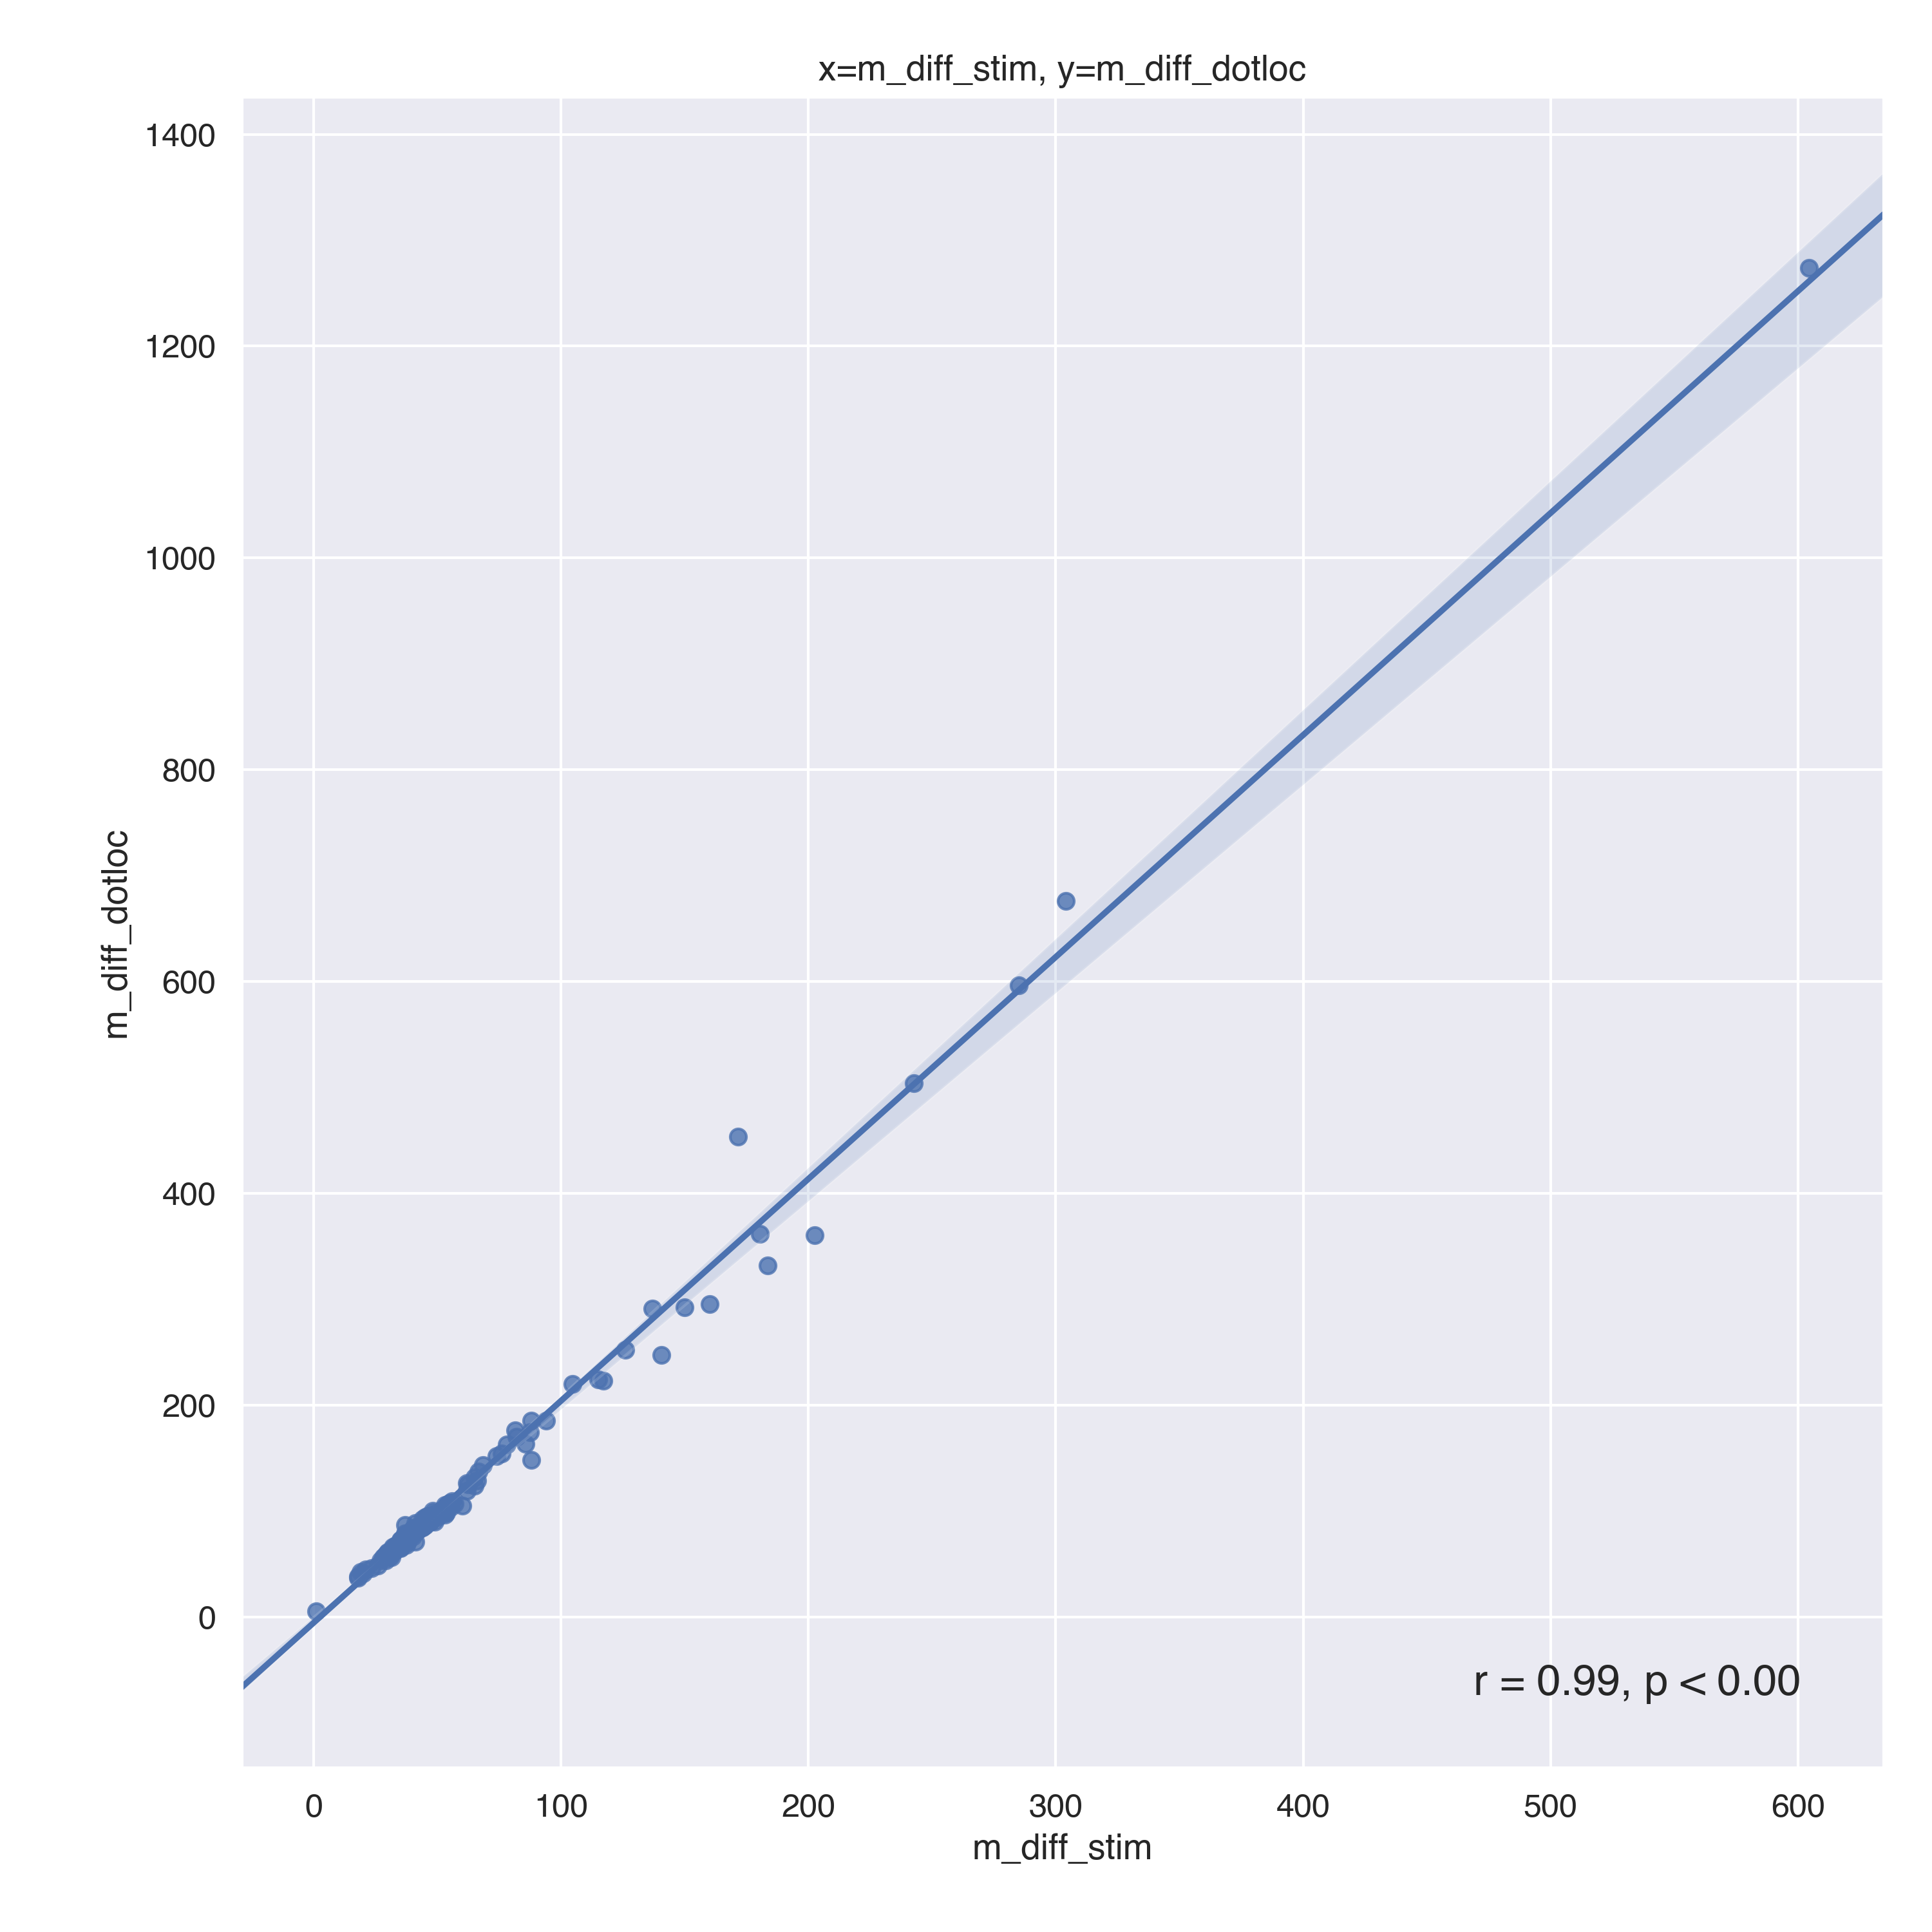 x=m_diff_stim, y=m_diff_dotloc
1400
1200
1000
800
600
400
200
0
m_diff_dotloc
r = 0.99, p < 0.00
0 100 200 300 400 500 600
m_diff_stim